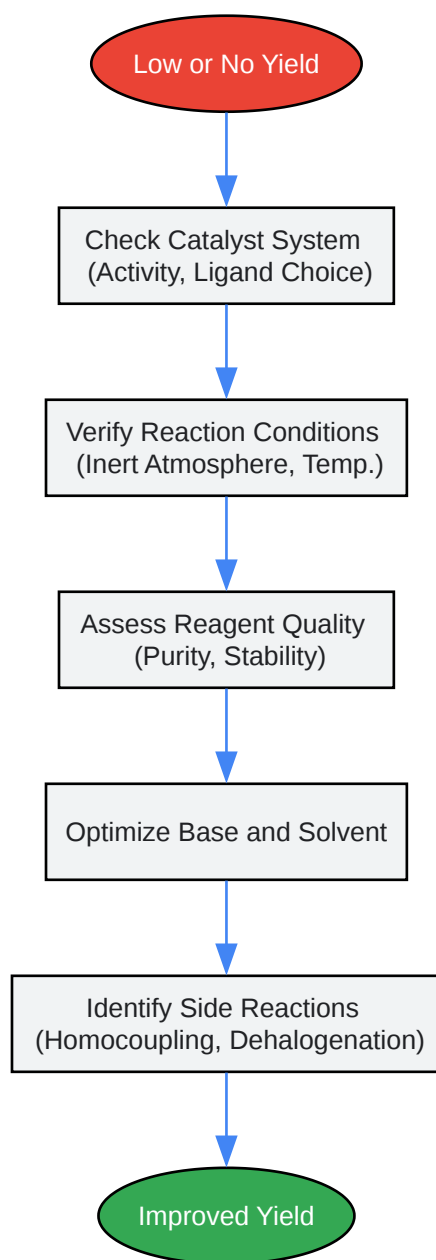 Low or No Yield
Check Catalyst System
(Activity, Ligand Choice)
Verify Reaction Conditions
(Inert Atmosphere, Temp.)
Assess Reagent Quality
(Purity, Stability)
Optimize Base and Solvent
Identify Side Reactions
(Homocoupling, Dehalogenation)
Improved Yield